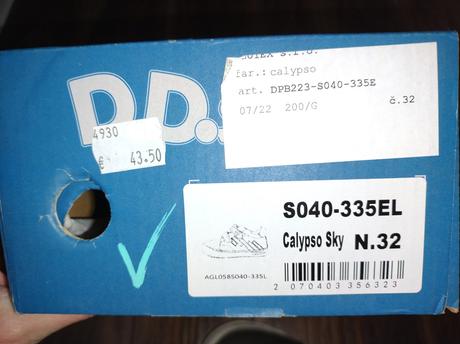 D.D.
4930
€ 43.50
far.: calypso
art. DPB223-S040-335E
07/22 200/G
č.32
S040-335EL
Calypso Sky N.32
AGL058S040-335L
2 070403 356323